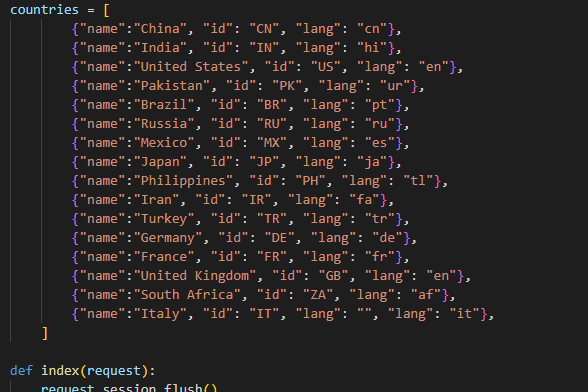 countries = [
{"name":"China", "id": "CN", "lang": "cn"},
{"name":"India", "id": "IN", "lang": "hi"},
{"name":"United States", "id": "US", "lang": "en"},
{"name":"Pakistan", "id": "PK", "lang": "ur"},
{"name":"Brazil", "id": "BR", "lang": "pt"},
{"name":"Russia", "id": "RU", "lang": "ru"},
{"name":"Mexico", "id": "MX", "lang": "es"},
{"name":"Japan", "id": "JP", "lang": "ja"},
{"name":"Philippines", "id": "PH", "lang": "tl"},
{"name":"Iran", "id": "IR", "lang": "fa"},
{"name":"Turkey", "id": "TR", "lang": "tr"},
{"name":"Germany", "id": "DE", "lang": "de"},
{"name":"France", "id": "FR", "lang": "fr"},
{"name":"United Kingdom", "id": "GB", "lang": "en"},
{"name":"South Africa", "id": "ZA", "lang": "af"},
{"name":"Italy", "id": "IT", "lang": "", "lang": "it"},
]
def index(request):
request.session.flush()